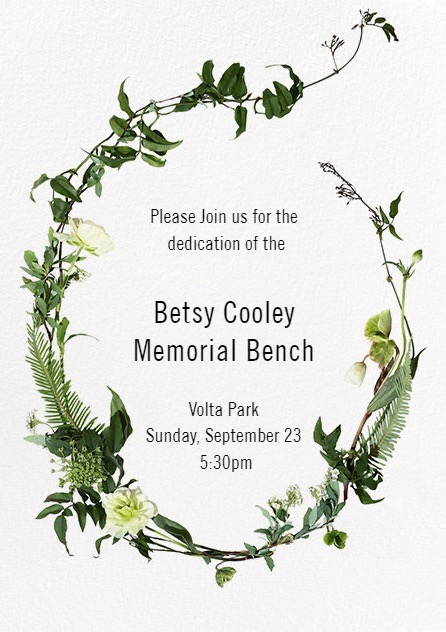 Please Join us for the
dedication of the
Betsy Cooley
Memorial Bench
Volta Park
Sunday, September 23
5:30pm